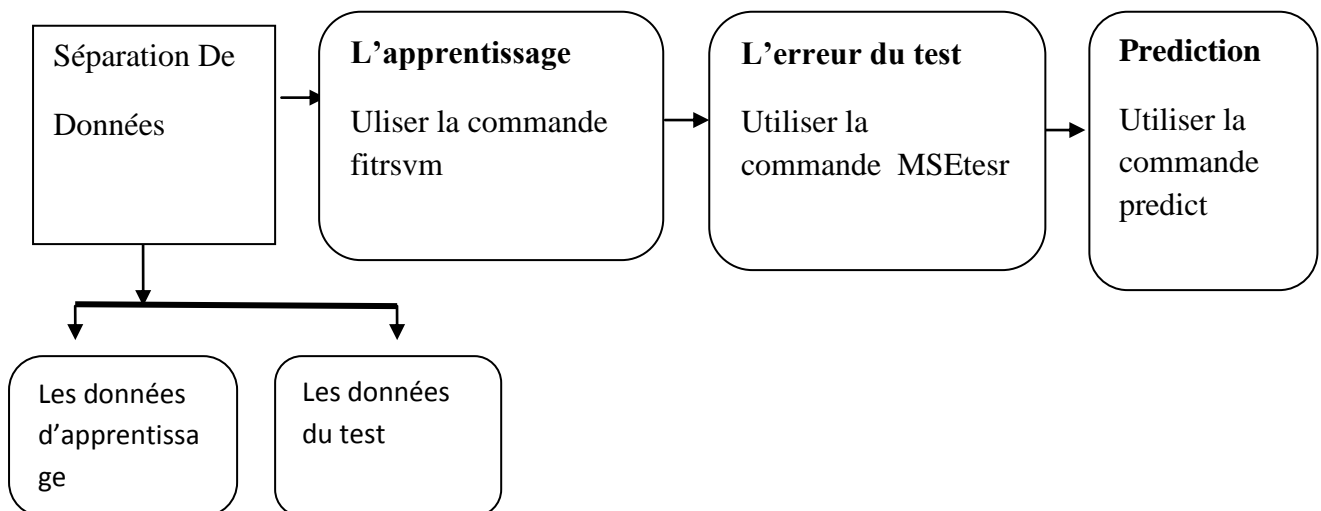 Séparation De
Données
L’apprentissage
Uliser la commande
fitrsvm
L’erreur du test
Utiliser la
commande MSEtesr
Prediction
Utiliser la
commande
predict
Les données
d’apprentissa
ge
Les données
du test